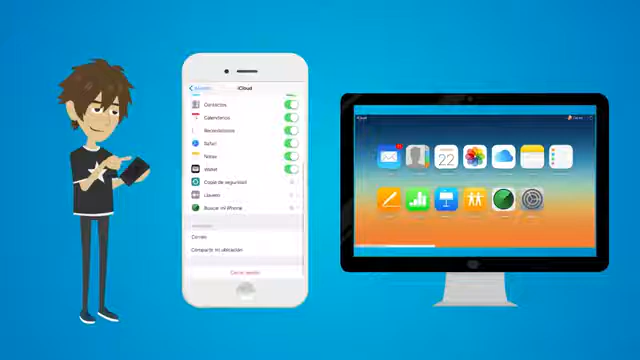 Ajustes
iCloud
Contactos
Calendarios
Recordatorios
Safari
Notas
Wallet
Copia de seguridad
Llavero
Buscar mi iPhone
Correo
Compartir mi ubicación
Cerrar sesión
22